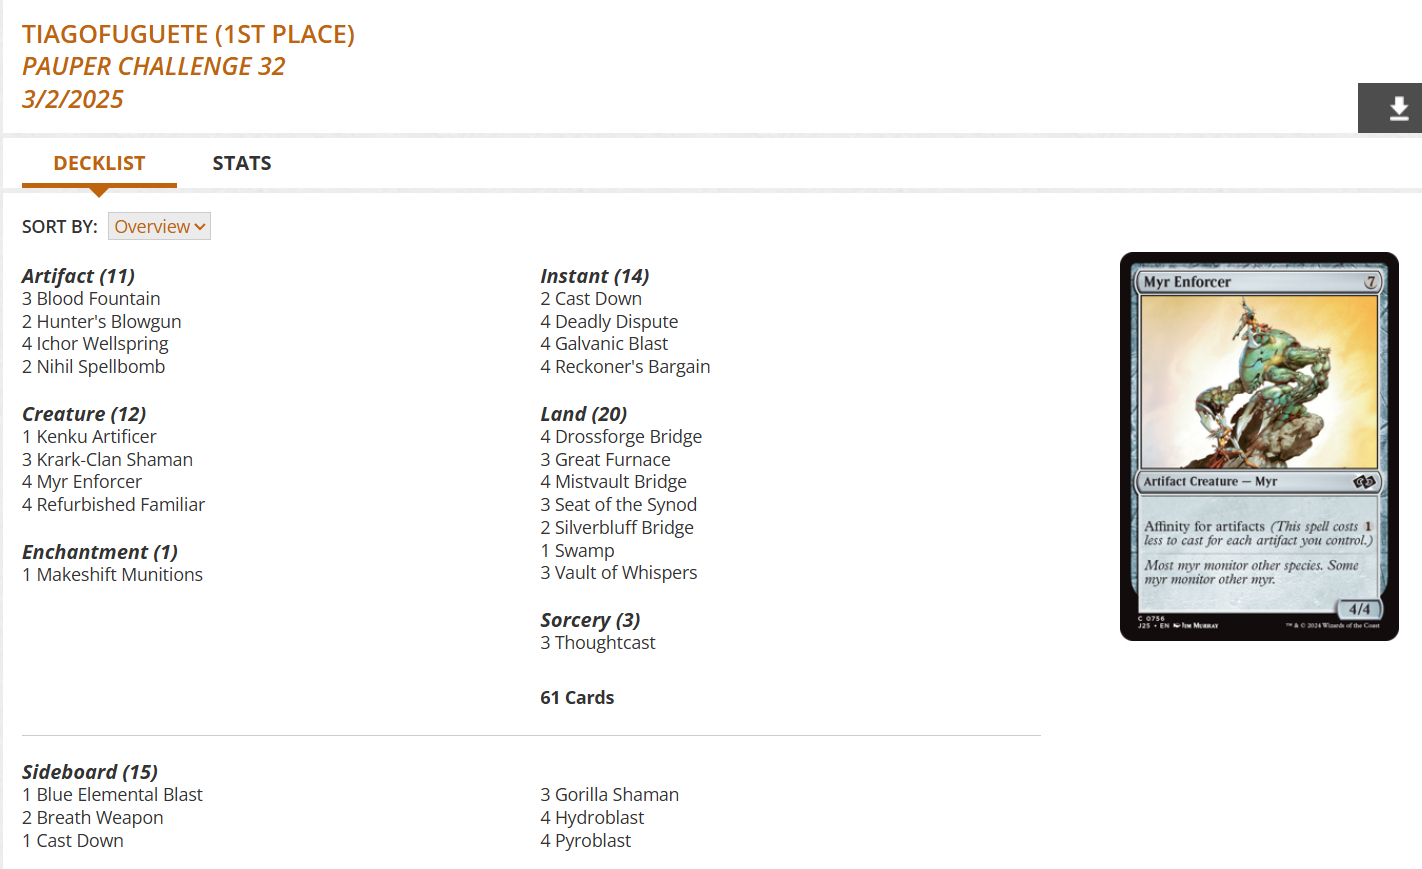 TIAGOFUGUETE (1ST PLACE)
PAUPER CHALLENGE 32
3/2/2025
DECKLIST
STATS
SORT BY: Overview
Artifact (11)
3 Blood Fountain
2 Hunter's Blowgun
4 Ichor Wellspring
2 Nihil Spellbomb
Creature (12)
1 Kenku Artificer
3 Krark-Clan Shaman
4 Myr Enforcer
4 Refurbished Familiar
Enchantment (1)
1 Makeshift Munitions
Instant (14)
2 Cast Down
4 Deadly Dispute
4 Galvanic Blast
4 Reckoner's Bargain
Land (20)
4 Drossforge Bridge
3 Great Furnace
4 Mistvault Bridge
3 Seat of the Synod
2 Silverbluff Bridge
1 Swamp
3 Vault of Whispers
Sorcery (3)
3 Thoughtcast
61 Cards
Myr Enforcer 7
Artifact Creature — Myr
Affinity for artifacts (This spell costs 1
less to cast for each artifact you control.)
Most myr monitor other species. Some
myr monitor other myr.
4/4
C 0756
J25 • EN Jim Murray
™ & © 2024 Wizards of the Coast
Sideboard (15)
1 Blue Elemental Blast
2 Breath Weapon
1 Cast Down
3 Gorilla Shaman
4 Hydroblast
4 Pyroblast